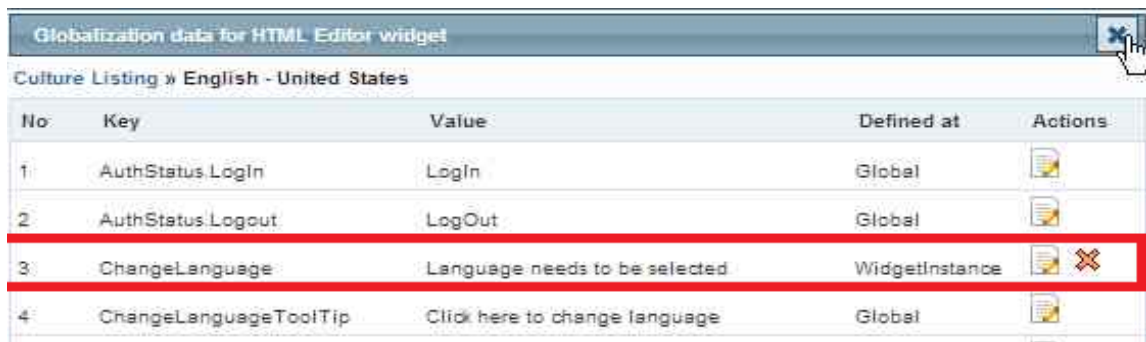 Globalization data for HTML Editor widget
Culture Listing » English - United States
No Key Value Defined at Actions
1 AuthStatus.LogIn LogIn Global
2 AuthStatus.Logout LogOut Global
3 ChangeLanguage Language needs to be selected WidgetInstance
4 ChangeLanguageToolTip Click here to change language Global